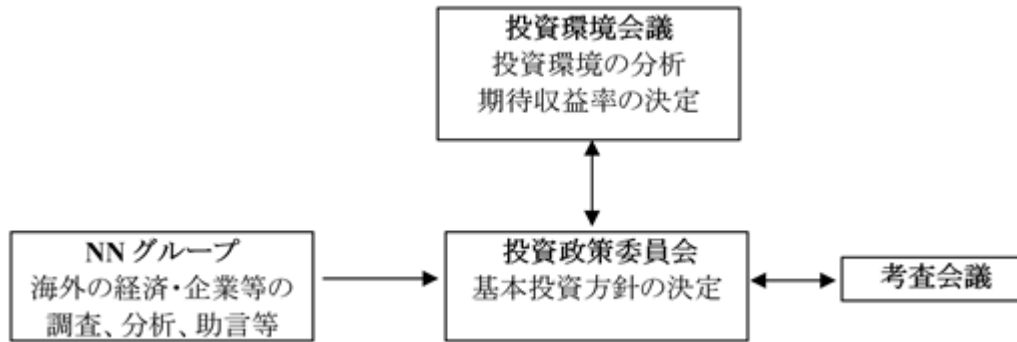 投資環境会議
投資環境の分析
期待収益率の決定
NN グループ
海外の経済・企業等の
調査、分析、助言等
投資政策委員会
基本投資方針の決定
考査会議